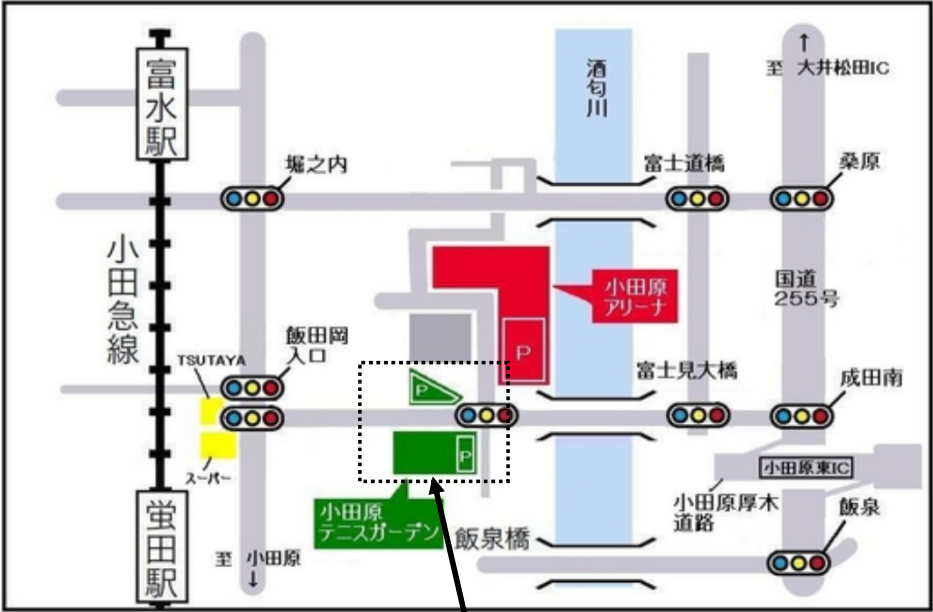 富水駅
酒匂川
↑
至 大井松田IC
堀之内
富士道橋
桑原
小田急線
小田原
アリーナ
国道
255号
飯田岡
入口
TSUTAYA
P
富士見大橋
成田南
P
P
スーパー
小田原東IC
小田原厚木
道路
小田原
テニスガーデン
飯泉橋
飯泉
蛍田駅
至 小田原
↓